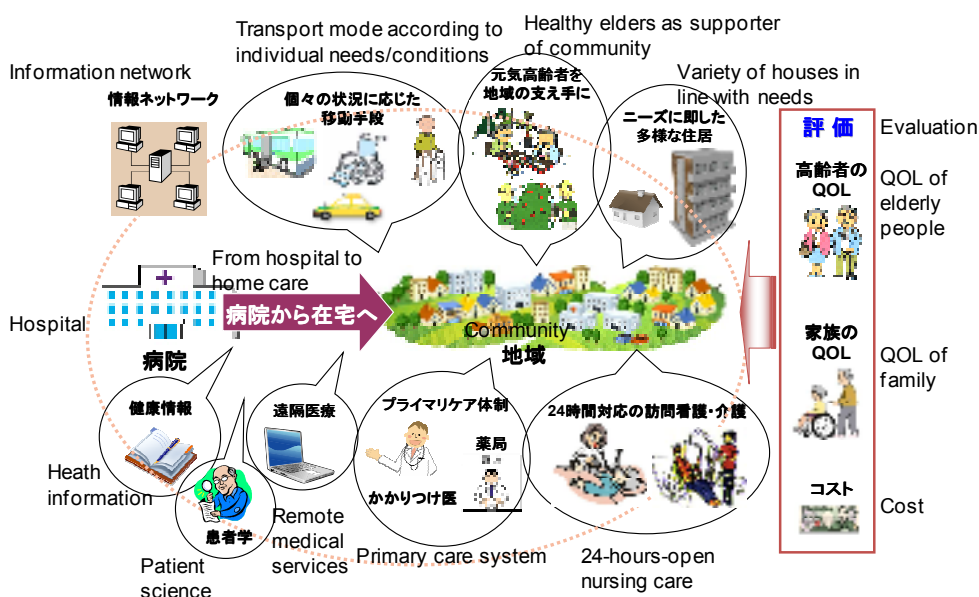 Transport mode according to
individual needs/conditions
Healthy elders as supporter
of community
Information network
情報ネットワーク
個々の状況に応じた
移動手段
元気高齢者を
地域の支え手に
Variety of houses in
line with needs
ニーズに即した
多様な住居
評価
Evaluation
高齢者の
QOL
QOL of
elderly
people
From hospital to
home care
病院から在宅へ
Hospital
病院
Community
地域
家族の
QOL
QOL of
family
健康情報
遠隔医療
プライマリケア体制
薬局
かかりつけ医
24時間対応の訪問看護・介護
Heath
information
患者学
コスト
Cost
Patient
science
Remote
medical
services
Primary care system
24-hours-open
nursing care